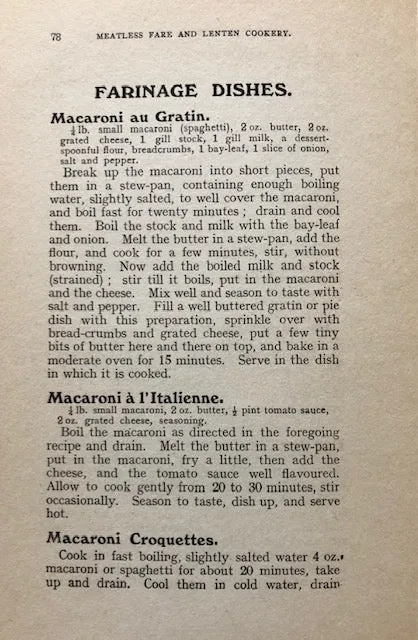 78 MEATLESS FARE AND LENTEN COOKERY.
FARINAGE DISHES.
Macaroni au Gratin.
¼ lb. small macaroni (spaghetti), 2 oz. butter, 2 oz.
grated cheese, 1 gill stock, 1 gill milk, a dessert-
spoonful flour, breadcrumbs, 1 bay-leaf, 1 slice of onion,
salt and pepper.
Break up the macaroni into short pieces, put
them in a stew-pan, containing enough boiling
water, slightly salted, to well cover the macaroni,
and boil fast for twenty minutes ; drain and cool
them. Boil the stock and milk with the bay-leaf
and onion. Melt the butter in a stew-pan, add the
flour, and cook for a few minutes, stir, without
browning. Now add the boiled milk and stock
(strained) ; stir till it boils, put in the macaroni
and the cheese. Mix well and season to taste with
salt and pepper. Fill a well buttered gratin or pie
dish with this preparation, sprinkle over with
bread-crumbs and grated cheese, put a few tiny
bits of butter here and there on top, and bake in a
moderate oven for 15 minutes. Serve in the dish
in which it is cooked.
Macaroni à l'Italienne.
¼ lb. small macaroni, 2 oz. butter, ½ pint tomato sauce,
2 oz. grated cheese, seasoning.
Boil the macaroni as directed in the foregoing
recipe and drain. Melt the butter in a stew-pan,
put in the macaroni, fry a little, then add the
cheese, and the tomato sauce well flavoured.
Allow to cook gently from 20 to 30 minutes, stir
occasionally. Season to taste, dish up, and serve
hot.
Macaroni Croquettes.
Cook in fast boiling, slightly salted water 4 oz.
macaroni or spaghetti for about 20 minutes, take
up and drain. Cool them in cold water, drain